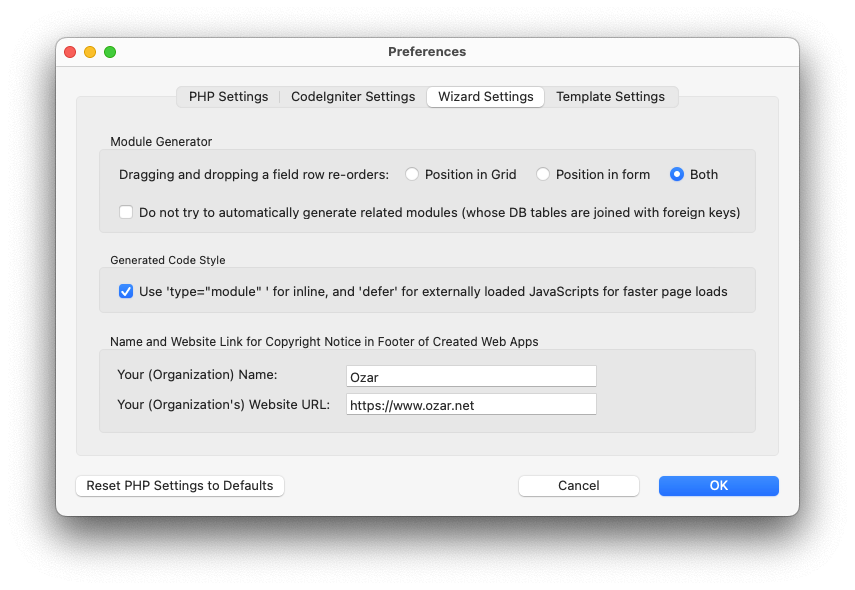 Preferences
PHP Settings CodeIgniter Settings Wizard Settings Template Settings
Module Generator
Dragging and dropping a field row re-orders: Position in Grid Position in form Both
Do not try to automatically generate related modules (whose DB tables are joined with foreign keys)
Generated Code Style
Use 'type="module" ' for inline, and 'defer' for externally loaded JavaScripts for faster page loads
Name and Website Link for Copyright Notice in Footer of Created Web Apps
Your (Organization) Name: Ozar
Your (Organization's) Website URL: https://www.ozar.net
Reset PHP Settings to Defaults Cancel OK